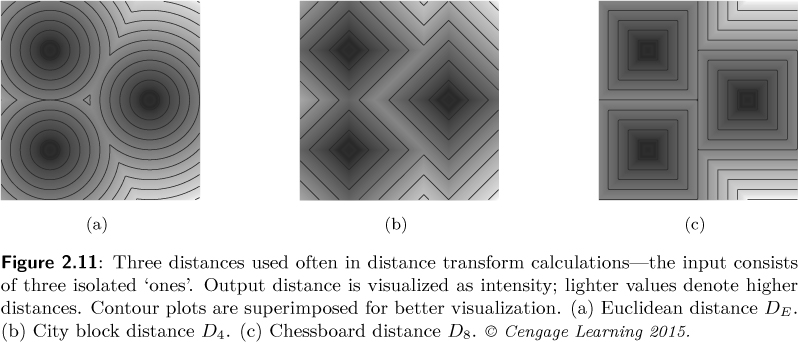 (a) (b) (c)
Figure 2.11: Three distances used often in distance transform calculations—the input consists
of three isolated ‘ones’. Output distance is visualized as intensity; lighter values denote higher
distances. Contour plots are superimposed for better visualization. (a) Euclidean distance D_E.
(b) City block distance D_4. (c) Chessboard distance D_8. © Cengage Learning 2015.